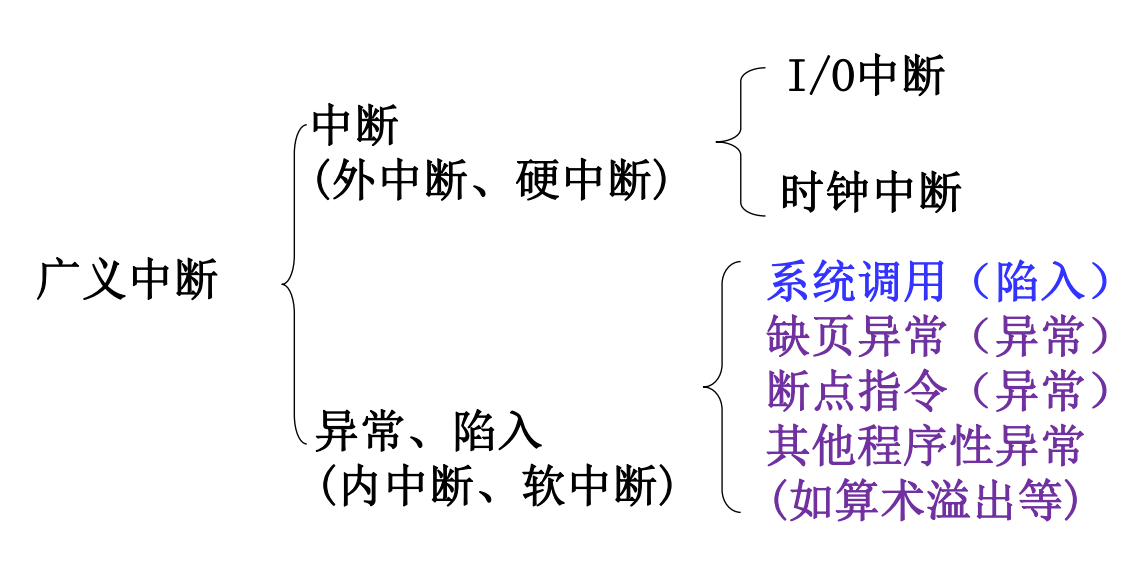 广义中断
中断
(外中断、硬中断)
I/O中断
时钟中断
异常、陷入
(内中断、软中断)
系统调用（陷入）
缺页异常（异常）
断点指令（异常）
其他程序性异常
(如算术溢出等)